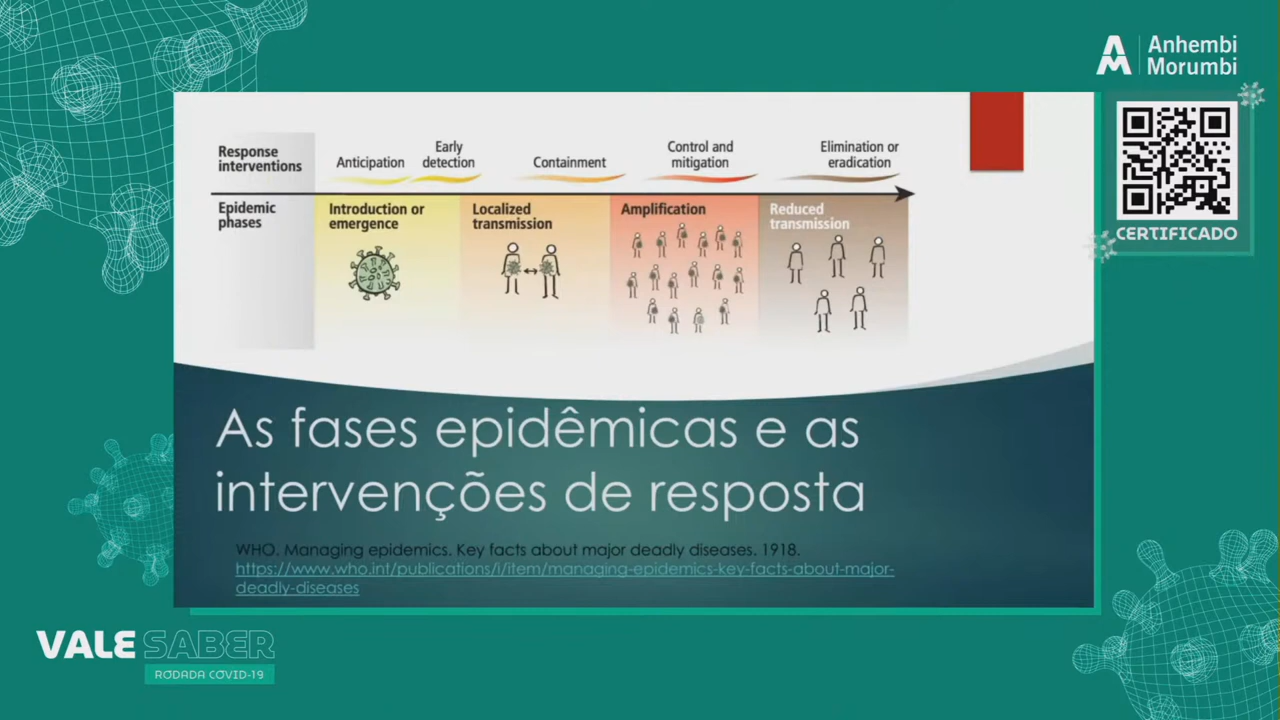 Anhembi
Morumbi
CERTIFICADO
Response
interventions
Anticipation
Early
detection
Containment
Control and
mitigation
Elimination or
eradication
Epidemic
phases
Introduction or
emergence
Localized
transmission
Amplification
Reduced
transmission
As fases epidêmicas e as
intervenções de resposta
WHO. Managing epidemics. Key facts about major deadly diseases. 1918.
https://www.who.int/publications/i/item/managing-epidemics-key-facts-about-major-
deadly-diseases
VALE SABER
RODADA COVID-19